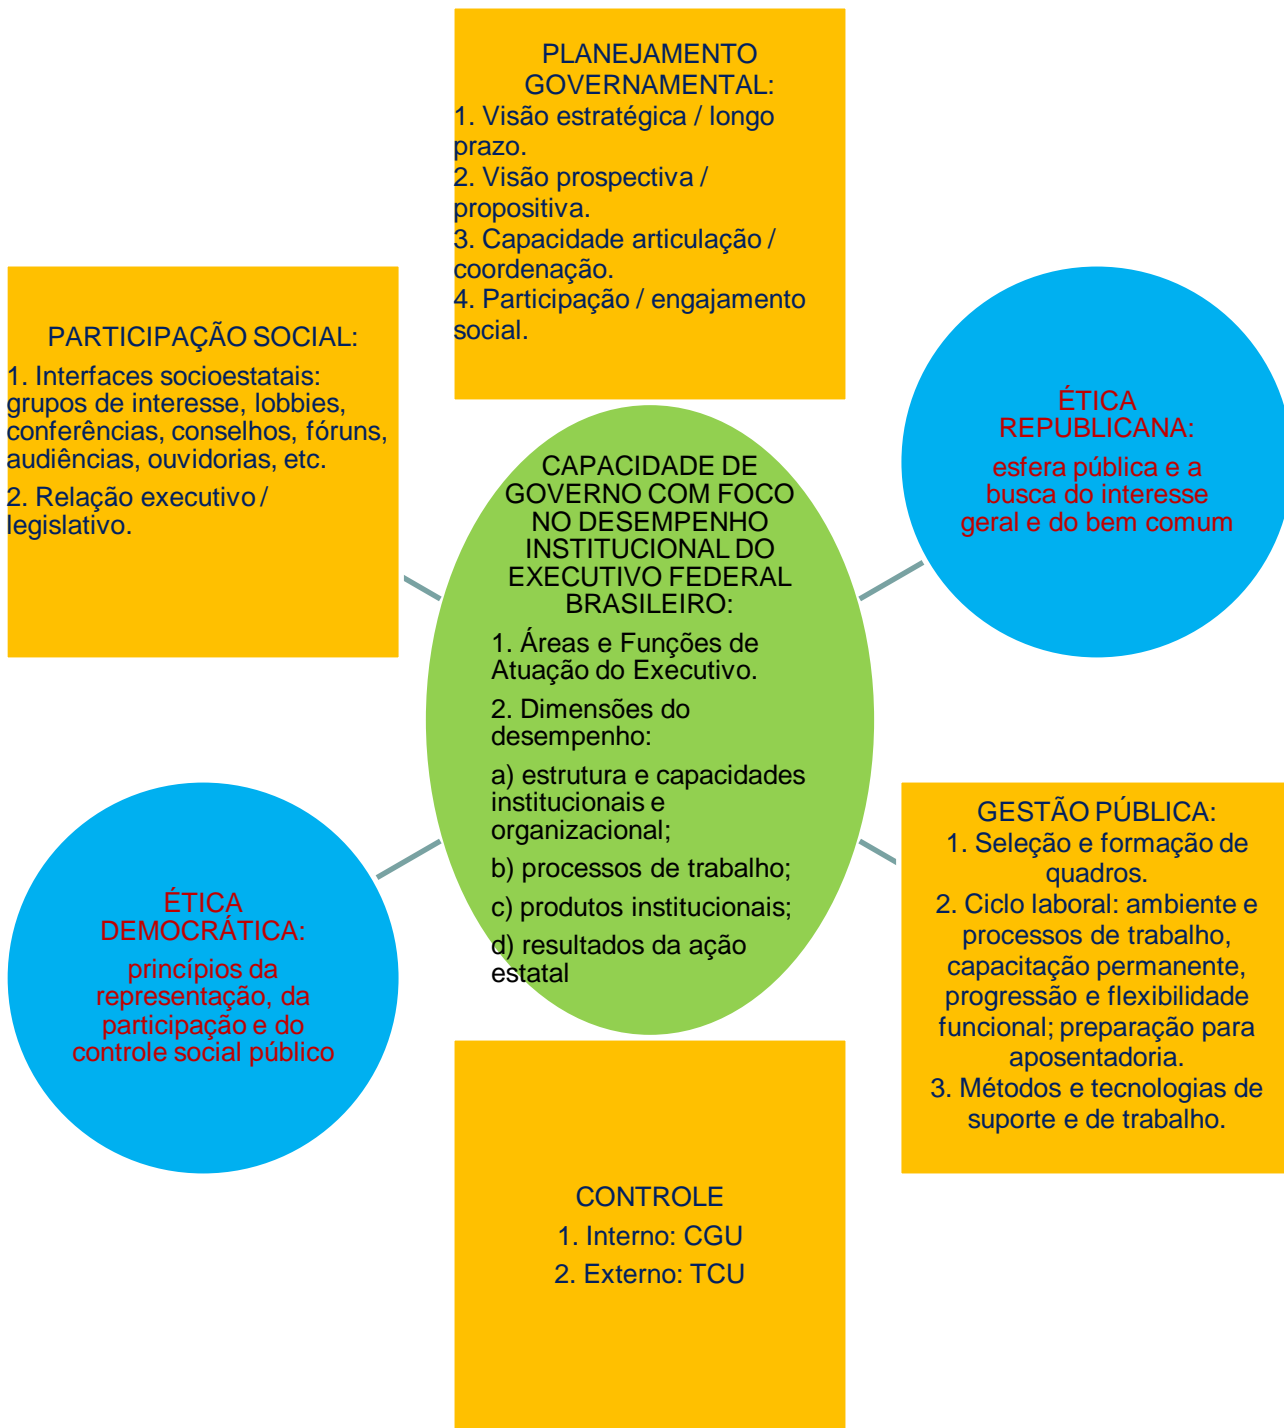 PLANEJAMENTO
GOVERNAMENTAL:
1. Visão estratégica / longo
prazo.
2. Visão prospectiva /
propositiva.
3. Capacidade articulação /
coordenação.
4. Participação / engajamento
social.
PARTICIPAÇÃO SOCIAL:
1. Interfaces socioestatais:
grupos de interesse, lobbies,
conferências, conselhos, fóruns,
audiências, ouvidorias, etc.
2. Relação executivo /
legislativo.
ÉTICA
REPUBLICANA:
esfera pública e a
busca do interesse
geral e do bem comum
CAPACIDADE DE
GOVERNO COM FOCO
NO DESEMPENHO
INSTITUCIONAL DO
EXECUTIVO FEDERAL
BRASILEIRO:
1. Áreas e Funções de
Atuação do Executivo.
2. Dimensões do
desempenho:
a) estrutura e capacidades
institucionais e
organizacional;
b) processos de trabalho;
c) produtos institucionais;
d) resultados da ação
estatal
ÉTICA
DEMOCRÁTICA:
princípios da
representação, da
participação e do
controle social público
GESTÃO PÚBLICA:
1. Seleção e formação de
quadros.
2. Ciclo laboral: ambiente e
processos de trabalho,
capacitação permanente,
progressão e flexibilidade
funcional; preparação para
aposentadoria.
3. Métodos e tecnologias de
suporte e de trabalho.
CONTROLE
1. Interno: CGU
2. Externo: TCU